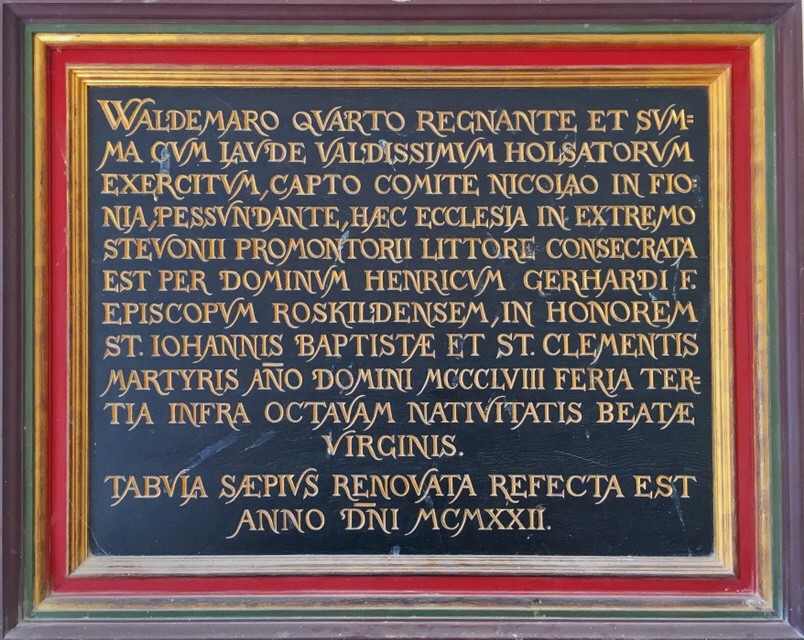 WALDEMARO QVARTO REGNANTE ET SVM=
MA CVM LAVDE VALDISSIMVM HOLSATORVM
EXERCITVM, CAPTO COMITE NICOLAO IN FIO=
NIA, PESSVNDANTE, HÆC ECCLESIA IN EXTREMO
STEVONII PROMONTORII LITTORE CONSECRATA
EST PER DOMINVM HENRICVM GERHARDI F.
EPISCOPVM ROSKILDENSEM, IN HONOREM
ST. IOHANNIS BAPTISTÆ ET ST. CLEMENTIS
MARTYRIS AÑO DOMINI MCCCLVIII FERIA TER=
TIA INFRA OCTAVAM NATIVITATIS BEATÆ
VIRGINIS.
TABVLA SÆPIVS RENOVATA REFECTA EST
ANNO DN̄I MCMXXII.